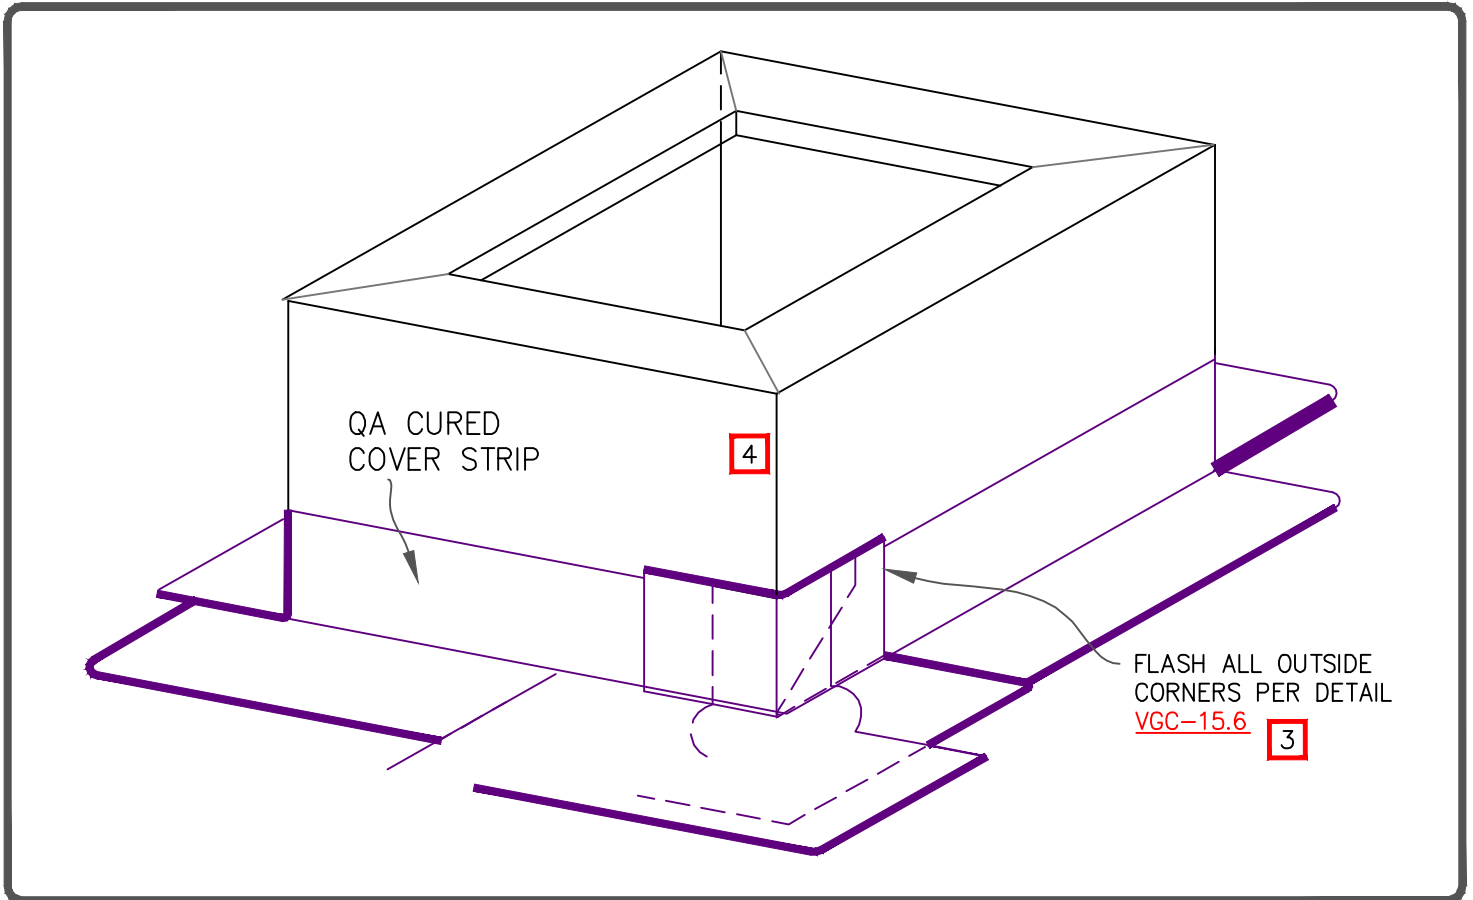 QA CURED
COVER STRIP
4
FLASH ALL OUTSIDE
CORNERS PER DETAIL
VGC-15.6
3